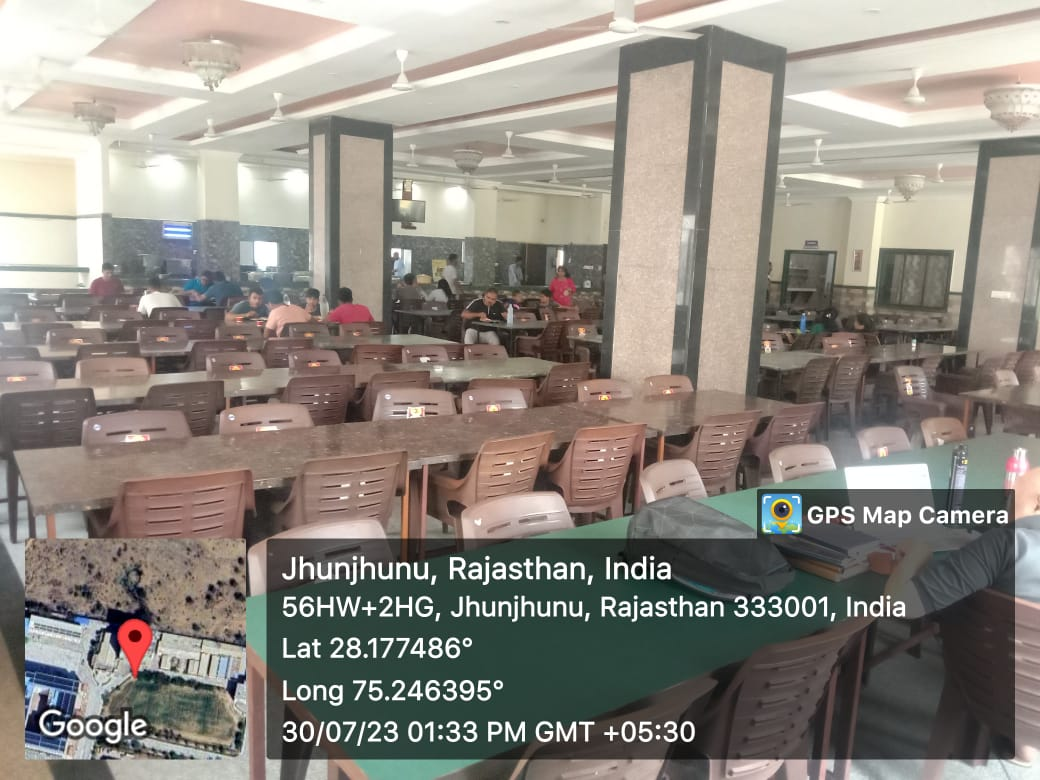 GPS Map Camera
Jhunjhunu, Rajasthan, India
56HW+2HG, Jhunjhunu, Rajasthan 333001, India
Lat 28.177486°
Long 75.246395°
30/07/23 01:33 PM GMT +05:30
Google